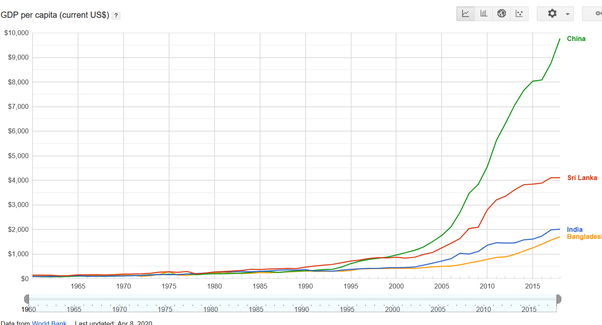 GDP per capita (current US$) ?
$10,000
China
$9,000
$8,000
$7,000
$6,000
$5,000
$4,000
Sri Lanka
$3,000
$2,000
India
Bangladesh
$1,000
$0
1965 1970 1975 1980 1985 1990 1995 2000 2005 2010 2015
1960 1965 1970 1975 1980 1985 1990 1995 2000 2005 2010 2015
Data from World Bank Last updated: Apr 8, 2020